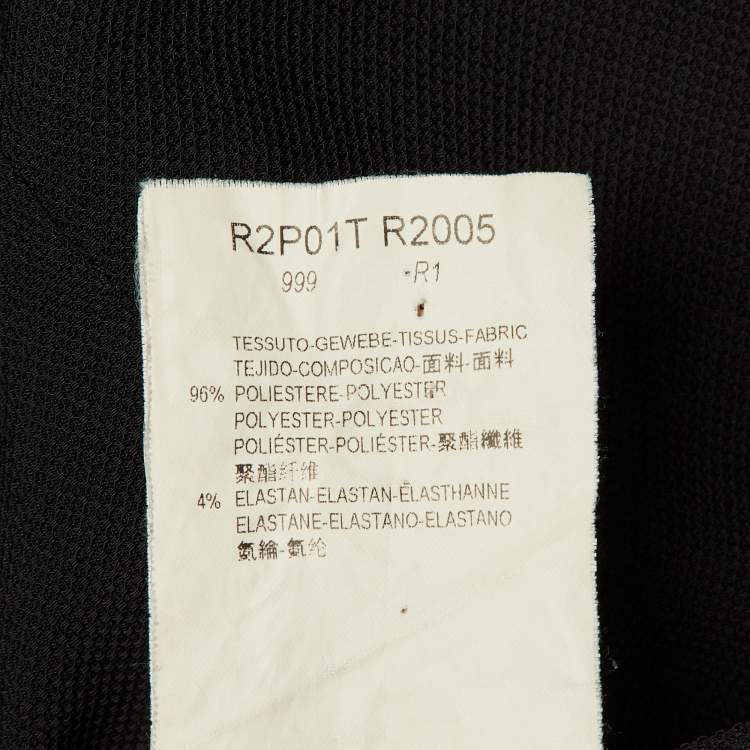 R2P01T R2005
999 -R1
TESSUTO-GEWEBE-TISSUS-FABRIC
TEJIDO-COMPOSICAO-面料-面料
96% POLIESTERE-POLYESTER
POLYESTER-POLYESTER
POLIÉSTER-POLIÉSTER-聚酯纖維
聚酯纤维
4% ELASTAN-ELASTAN-ÉLASTHANNE
ELASTANE-ELASTANO-ELASTANO
氨綸-氨纶